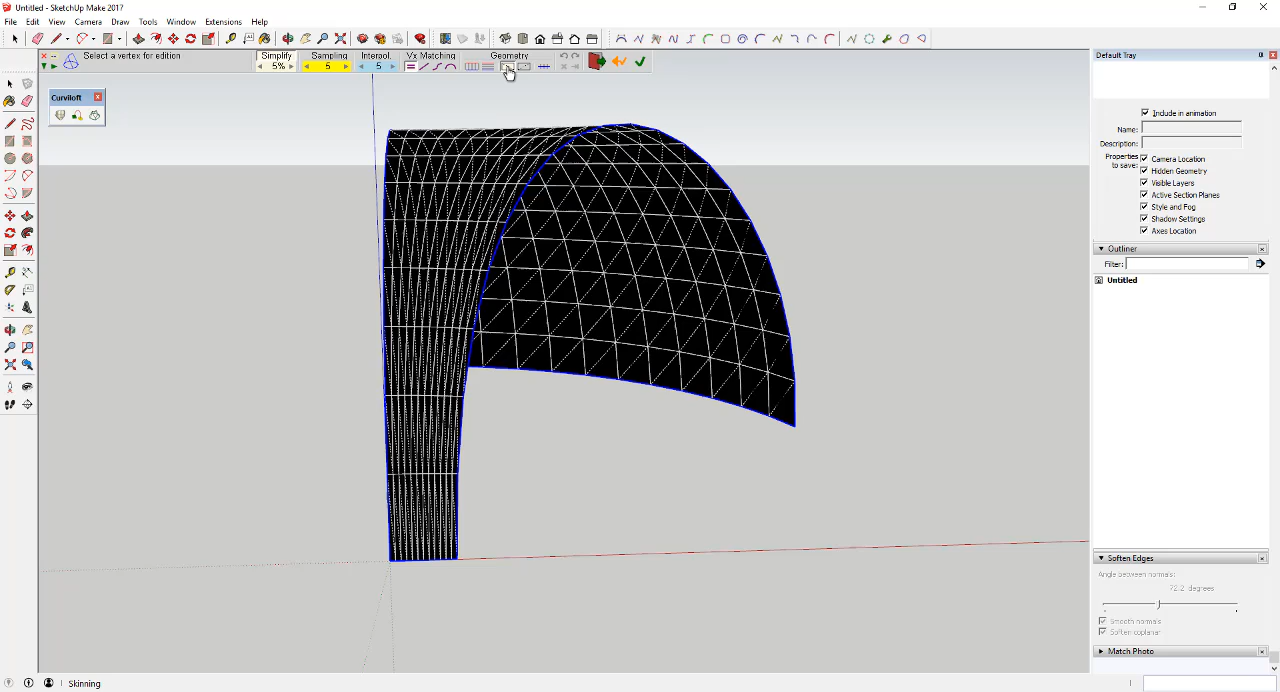 Untitled - SketchUp Make 2017
File Edit View Camera Draw Tools Window Extensions Help
Select a vertex for edition
Simplify
5%
Sampling
5
Interpol.
5
Vx Matching
Geometry
Curviloft
Default Tray
Include in animation
Name:
Description:
Properties to save:
Camera Location
Hidden Geometry
Visible Layers
Active Section Planes
Style and Fog
Shadow Settings
Axes Location
Outliner
Filter:
Untitled
Soften Edges
Angle between normals:
?2.2 degrees
Smooth normals
Soften coplanar
Match Photo
Skinning